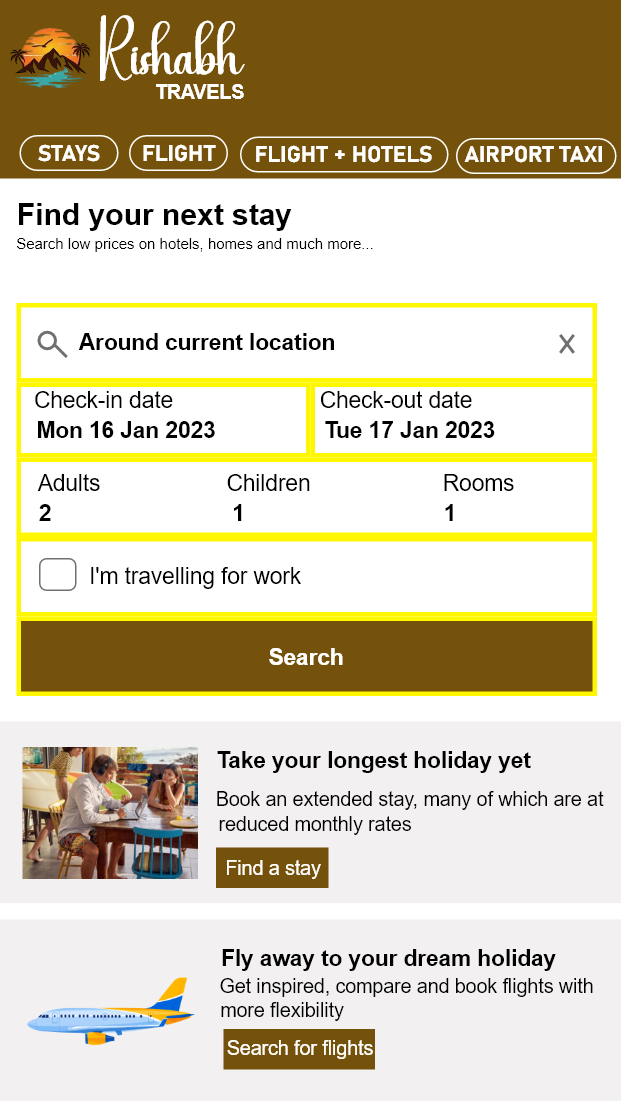 Rishabh
TRAVELS
STAYS FLIGHT FLIGHT + HOTELS AIRPORT TAXI
Find your next stay
Search low prices on hotels, homes and much more...
Around current location X
Check-in date Check-out date
Mon 16 Jan 2023 Tue 17 Jan 2023
Adults Children Rooms
2 1 1
I'm travelling for work
Search
Take your longest holiday yet
Book an extended stay, many of which are at
reduced monthly rates
Find a stay
Fly away to your dream holiday
Get inspired, compare and book flights with
more flexibility
Search for flights